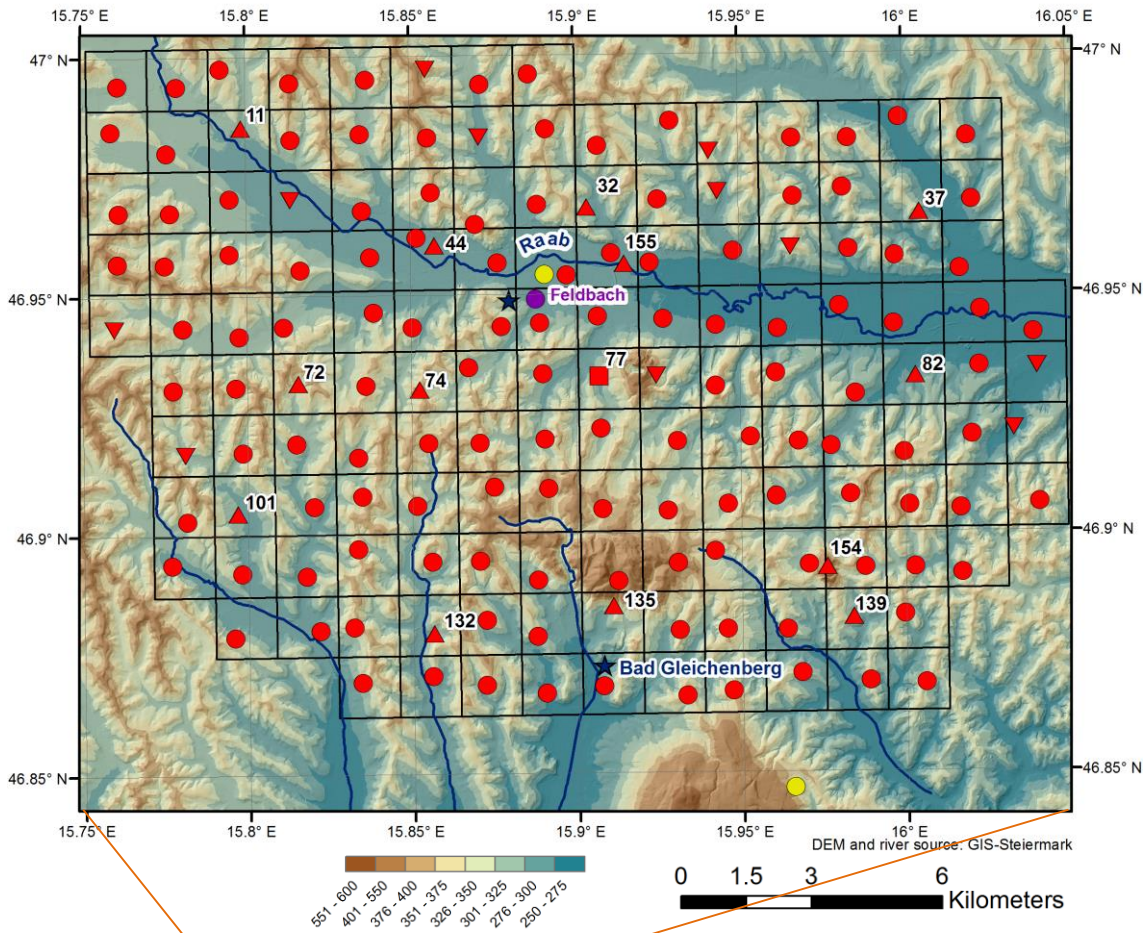 15.75° E 15.8° E 15.85° E 15.9° E 15.95° E 16° E 16.05° E
47° N 47° N
11
32
37
44
Raab
155
46.95° N 46.95° N
Feldbach
72
74
77
82
101
46.9° N 46.9° N
154
135
132
139
Bad Gleichenberg
46.85° N 46.85° N
15.75° E 15.8° E 15.85° E 15.9° E 15.95° E 16° E
DEM and river source: GIS-Steiermark
551 - 600
401 - 550
376 - 400
351 - 375
326 - 350
301 - 325
276 - 300
250 - 275
0 1.5 3 6
Kilometers